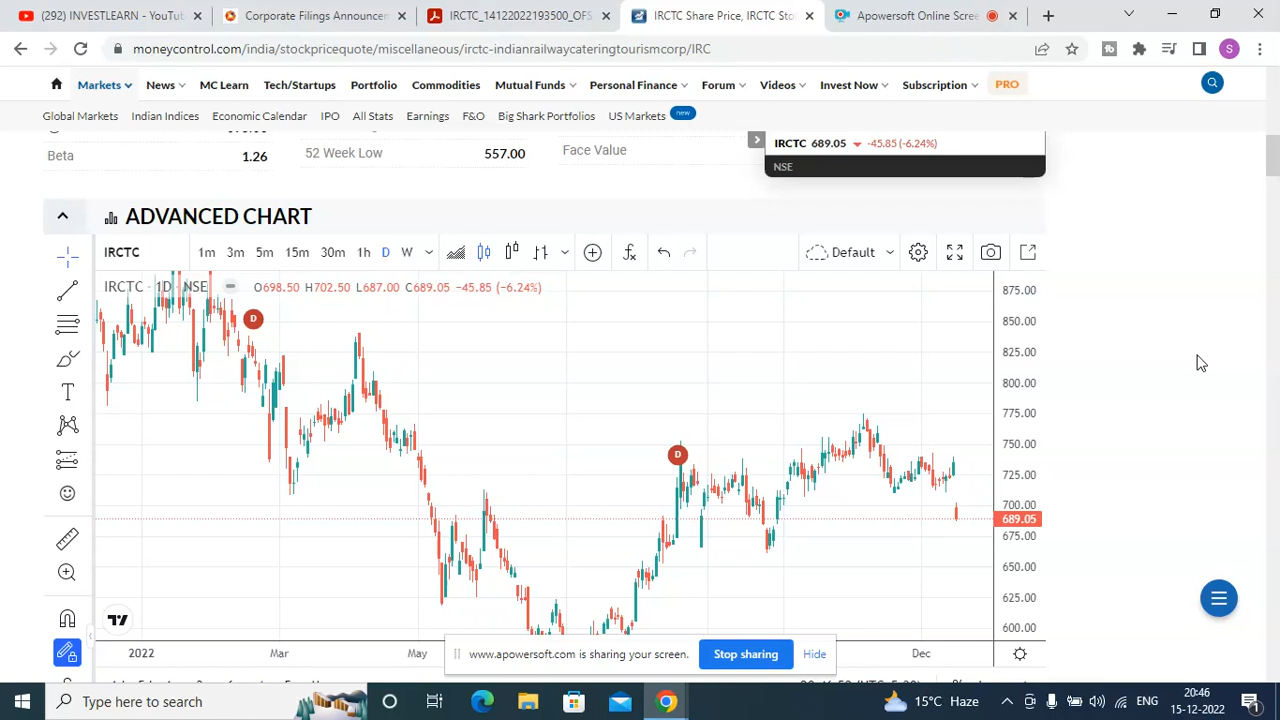 (292) INVESTLEARN - YouTu
Corporate Filings Announcem
IRCTC_14122022193500_OFS
IRCTC Share Price, IRCTC Sto
Apowersoft Online Scree
moneycontrol.com/india/stockpricequote/miscellaneous/irctc-indianrailwaycateringtourismcorp/IRC
S
Markets News MC Learn Tech/Startups Portfolio Commodities Mutual Funds Personal Finance Forum Videos Invest Now Subscription PRO
Global Markets Indian Indices Economic Calendar IPO All Stats Earnings F&O Big Shark Portfolios US Markets new
Beta 1.26
52 Week Low 557.00
Face Value
IRCTC 689.05 -45.85 (-6.24%)
NSE
ADVANCED CHART
IRCTC 1m 3m 5m 15m 30m 1h D W Default
IRCTC · 1D · NSE O698.50 H702.50 L687.00 C689.05 −45.85 (−6.24%)
D
D
T
875.00
850.00
825.00
800.00
775.00
750.00
725.00
700.00
689.05
675.00
650.00
625.00
600.00
2022 Mar May Dec
www.apowersoft.com is sharing your screen. Stop sharing Hide
Type here to search
15°C Haze
ENG
20:46
15-12-2022
1